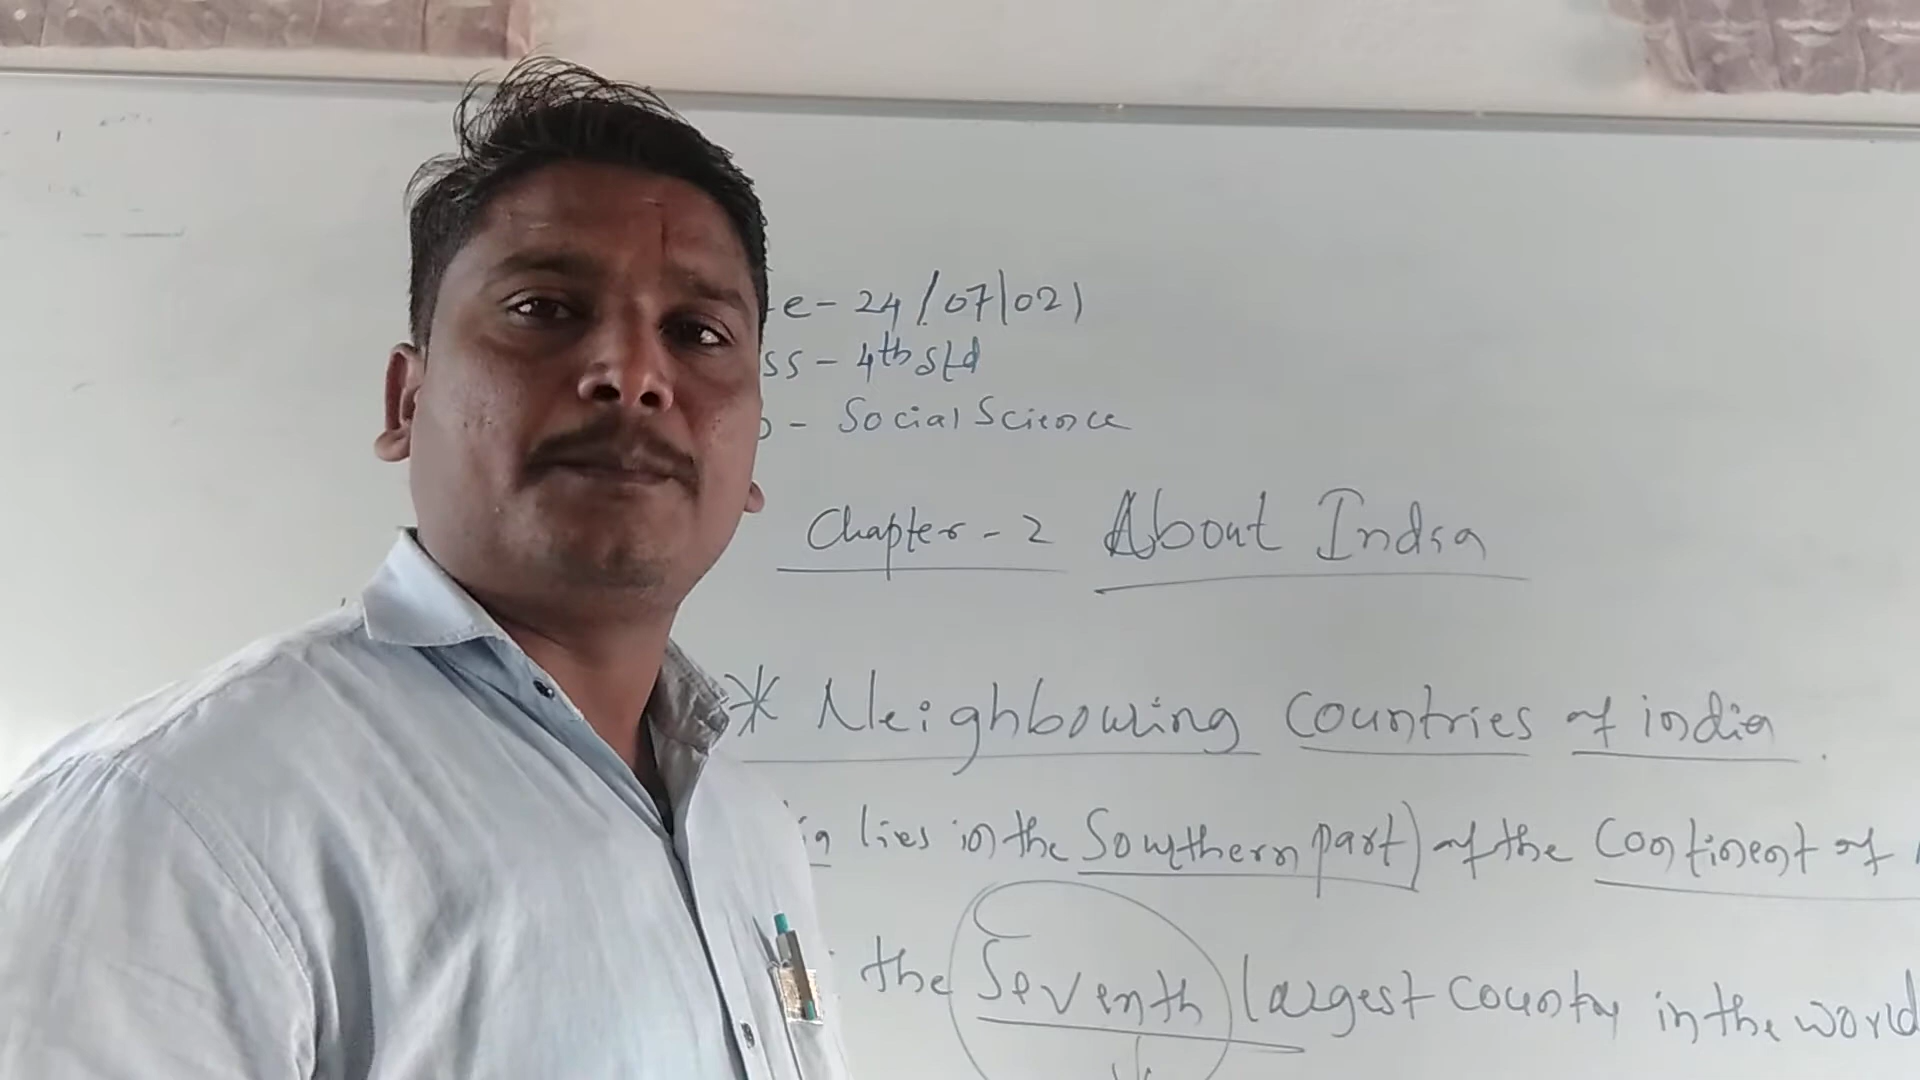 e- 24/07/021
ss - 4th std
- Social Science
Chapter - 2 About India
* Neighbouring Countries of india.
lies in the Southern part) of the Continent of
the Seventh largest country in the world